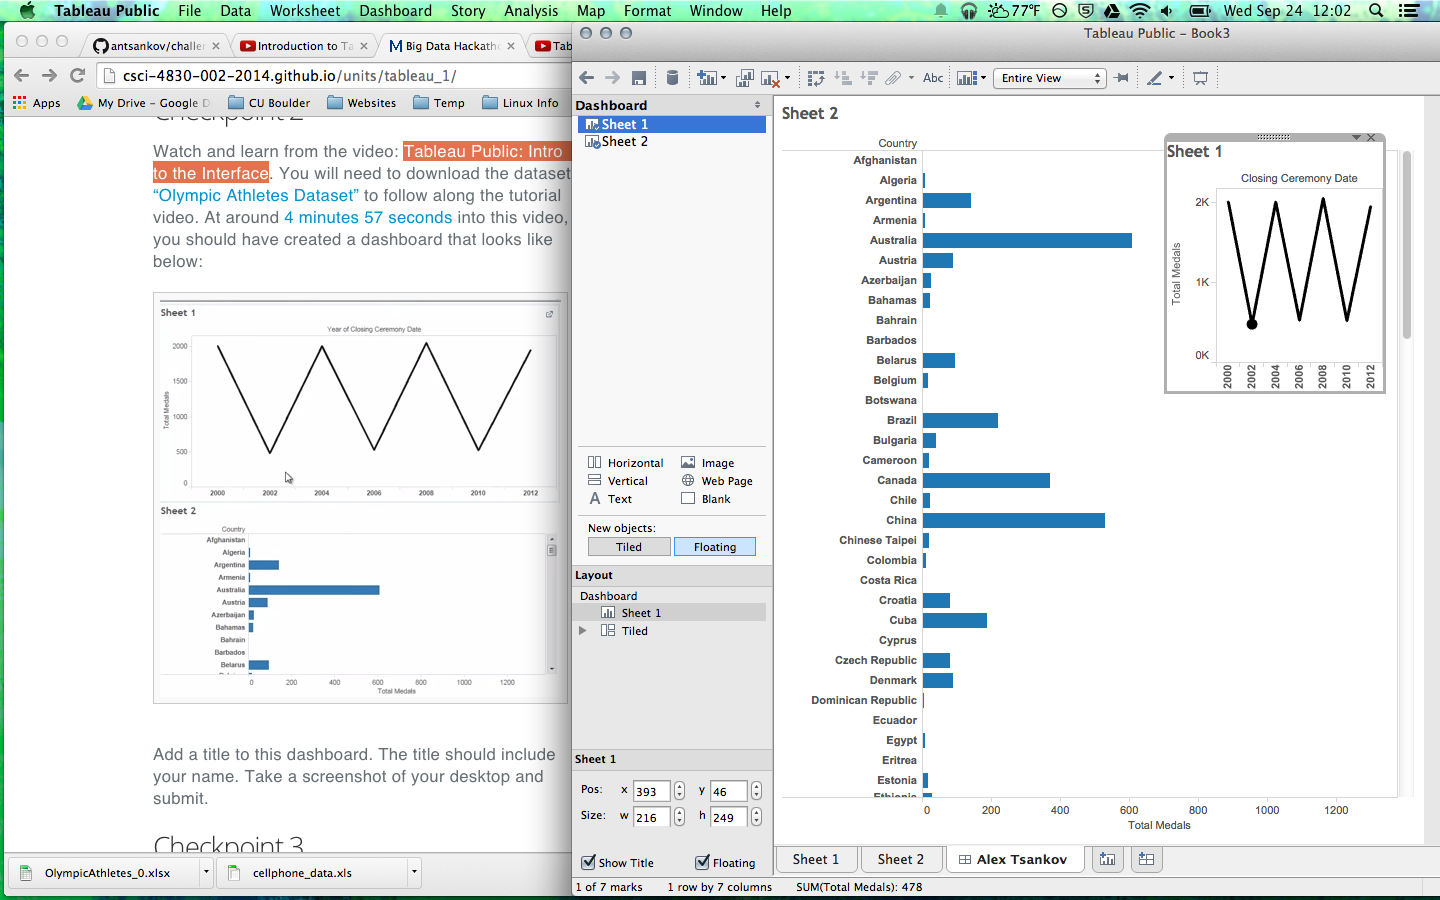 Tableau Public File Data Worksheet Dashboard Story Analysis Map Format Window Help 77°F Wed Sep 24 12:02
antsankov/challen
Introduction to Ta
Big Data Hackatho
Tab
csci-4830-002-2014.github.io/units/tableau_1/
Apps My Drive - Google D CU Boulder Websites Temp Linux Info
Checkpoint 2
Watch and learn from the video: Tableau Public: Intro
to the Interface. You will need to download the dataset
“Olympic Athletes Dataset” to follow along the tutorial
video. At around 4 minutes 57 seconds into this video,
you should have created a dashboard that looks like
below:
Sheet 1
Year of Closing Ceremony Date
2000
1500
1000
500
0
Total Medals
2000 2002 2004 2006 2008 2010 2012
Sheet 2
Country
Afghanistan
Algeria
Argentina
Armenia
Australia
Austria
Azerbaijan
Bahamas
Bahrain
Barbados
Belarus
0 200 400 600 800 1000 1200
Total Medals
Add a title to this dashboard. The title should include
your name. Take a screenshot of your desktop and
submit.
Checkpoint 3
OlympicAthletes_0.xlsx
cellphone_data.xls
Tableau Public - Book3
Abc
Entire View
Dashboard
Sheet 1
Sheet 2
Horizontal Image
Vertical Web Page
A Text Blank
New objects:
Tiled Floating
Layout
Dashboard
Sheet 1
Tiled
Sheet 1
Pos: x 393 y 46
Size: w 216 h 249
Show Title Floating
Sheet 2
Country
Afghanistan
Algeria
Argentina
Armenia
Australia
Austria
Azerbaijan
Bahamas
Bahrain
Barbados
Belarus
Belgium
Botswana
Brazil
Bulgaria
Cameroon
Canada
Chile
China
Chinese Taipei
Colombia
Costa Rica
Croatia
Cuba
Cyprus
Czech Republic
Denmark
Dominican Republic
Ecuador
Egypt
Eritrea
Estonia
Ethiopia
0 200 400 600 800 1000 1200
Total Medals
Sheet 1
Closing Ceremony Date
2K
1K
0K
Total Medals
2000 2002 2004 2006 2008 2010 2012
Sheet 1 Sheet 2 Alex Tsankov
1 of 7 marks 1 row by 7 columns SUM(Total Medals): 478